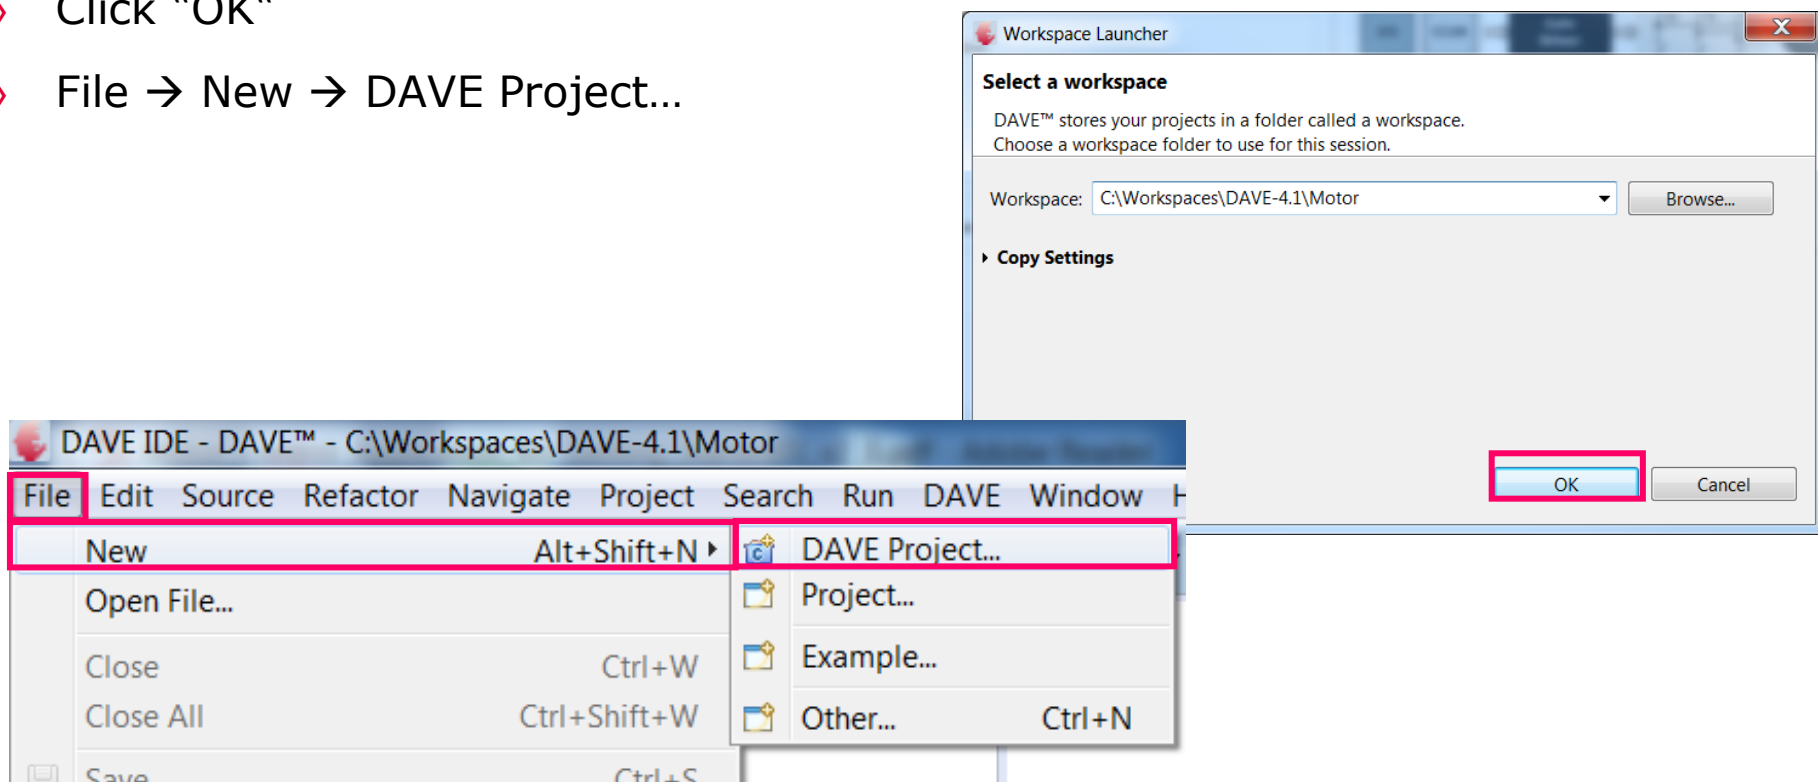 Click “OK“
File → New → DAVE Project…
Workspace Launcher
Select a workspace
DAVE™ stores your projects in a folder called a workspace.
Choose a workspace folder to use for this session.
Workspace: C:\Workspaces\DAVE-4.1\Motor Browse...
Copy Settings
OK Cancel
DAVE IDE - DAVE™ - C:\Workspaces\DAVE-4.1\Motor
File Edit Source Refactor Navigate Project Search Run DAVE Window
New Alt+Shift+N
Open File...
Close Ctrl+W
Close All Ctrl+Shift+W
Save Ctrl+S
DAVE Project...
Project...
Example...
Other... Ctrl+N